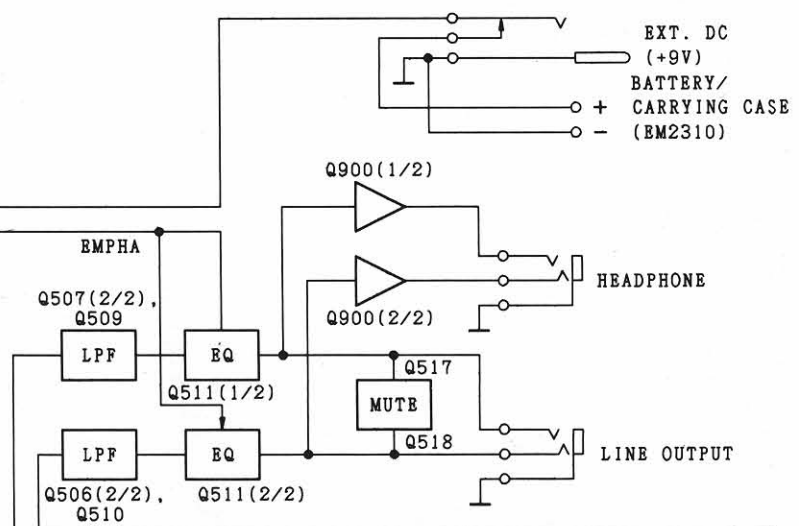 EXT. DC
(+9V)
BATTERY/
+ CARRYING CASE
- (EM2310)
Q900(1/2)
EMPHA
HEADPHONE
Q507(2/2),
Q509
Q900(2/2)
LPF
EQ
Q517
Q511(1/2)
MUTE
Q518
LPF
EQ
LINE OUTPUT
Q506(2/2),
Q510
Q511(2/2)